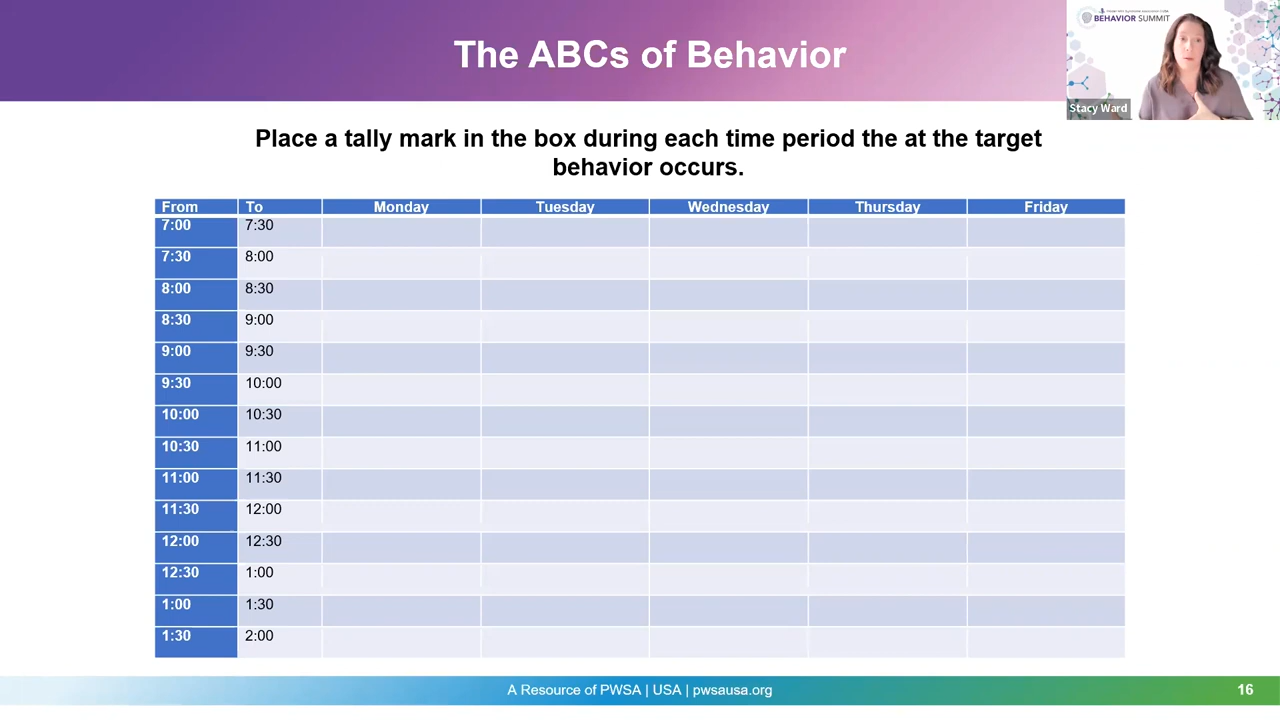 The ABCs of Behavior
BEHAVIOR SUMMIT
Stacy Ward
Place a tally mark in the box during each time period the at the target
behavior occurs.
From To Monday Tuesday Wednesday Thursday Friday
7:00 7:30
7:30 8:00
8:00 8:30
8:30 9:00
9:00 9:30
9:30 10:00
10:00 10:30
10:30 11:00
11:00 11:30
11:30 12:00
12:00 12:30
12:30 1:00
1:00 1:30
1:30 2:00
A Resource of PWSA | USA | pwsausa.org
16